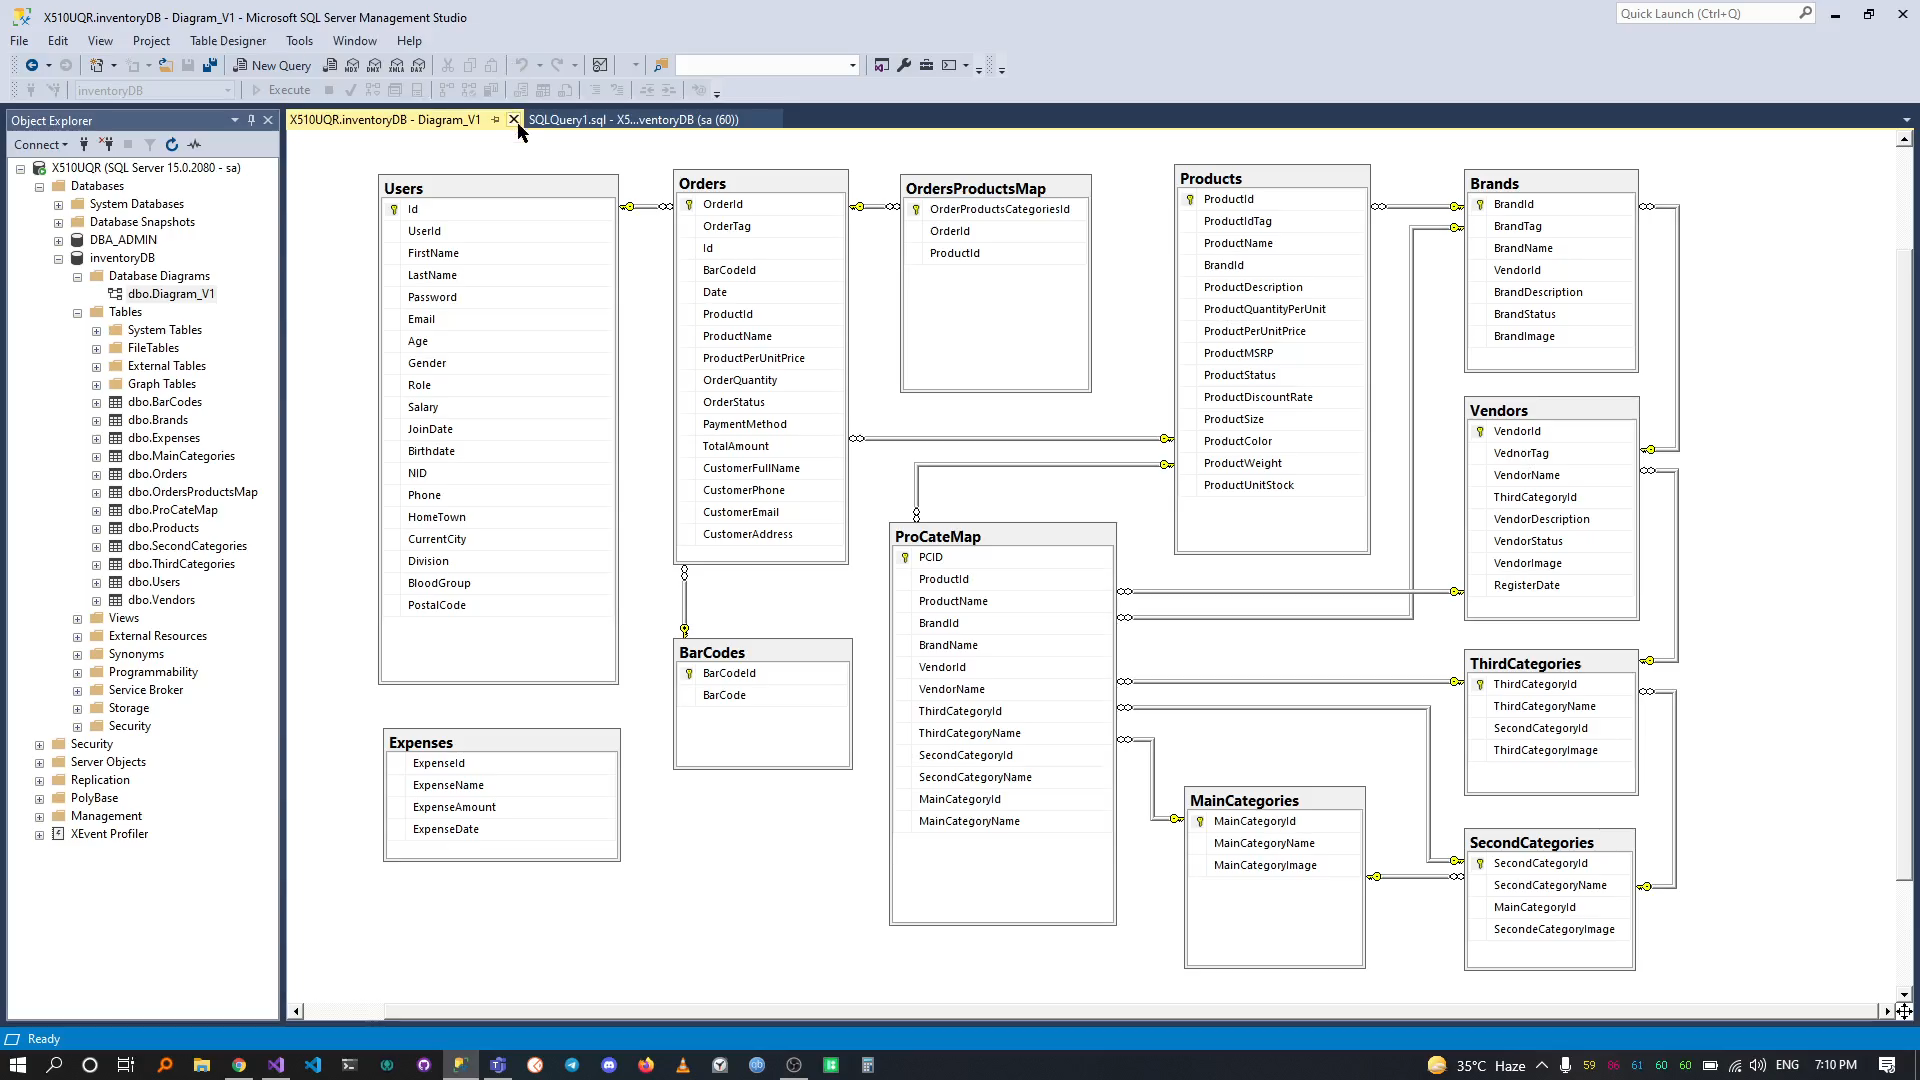 X510UQR.inventoryDB - Diagram_V1 - Microsoft SQL Server Management Studio
Quick Launch (Ctrl+Q)
File Edit View Project Table Designer Tools Window Help
New Query
MDX DMX XMLA DAX
inventoryDB
Execute
Object Explorer
X510UQR.inventoryDB - Diagram_V1
SQLQuery1.sql - X5...ventoryDB (sa (60))
Connect
X510UQR (SQL Server 15.0.2080 - sa)
Databases
System Databases
Database Snapshots
DBA_ADMIN
inventoryDB
Database Diagrams
dbo.Diagram_V1
Tables
System Tables
FileTables
External Tables
Graph Tables
dbo.BarCodes
dbo.Brands
dbo.Expenses
dbo.MainCategories
dbo.Orders
dbo.OrdersProductsMap
dbo.ProCateMap
dbo.Products
dbo.SecondCategories
dbo.ThirdCategories
dbo.Users
dbo.Vendors
Views
External Resources
Synonyms
Programmability
Service Broker
Storage
Security
Security
Server Objects
Replication
PolyBase
Management
XEvent Profiler
Users
Id
UserId
FirstName
LastName
Password
Email
Age
Gender
Role
Salary
JoinDate
Birthdate
NID
Phone
HomeTown
CurrentCity
Division
BloodGroup
PostalCode
Expenses
ExpenseId
ExpenseName
ExpenseAmount
ExpenseDate
Orders
OrderId
OrderTag
Id
BarCodeId
Date
ProductId
ProductName
ProductPerUnitPrice
OrderQuantity
OrderStatus
PaymentMethod
TotalAmount
CustomerFullName
CustomerPhone
CustomerEmail
CustomerAddress
BarCodes
BarCodeId
BarCode
OrdersProductsMap
OrderProductsCategoriesId
OrderId
ProductId
ProCateMap
PCID
ProductId
ProductName
BrandId
BrandName
VendorId
VendorName
ThirdCategoryId
ThirdCategoryName
SecondCategoryId
SecondCategoryName
MainCategoryId
MainCategoryName
Products
ProductId
ProductIdTag
ProductName
BrandId
ProductDescription
ProductQuantityPerUnit
ProductPerUnitPrice
ProductMSRP
ProductStatus
ProductDiscountRate
ProductSize
ProductColor
ProductWeight
ProductUnitStock
MainCategories
MainCategoryId
MainCategoryName
MainCategoryImage
Brands
BrandId
BrandTag
BrandName
VendorId
BrandDescription
BrandStatus
BrandImage
Vendors
VendorId
VednorTag
VendorName
ThirdCategoryId
VendorDescription
VendorStatus
VendorImage
RegisterDate
ThirdCategories
ThirdCategoryId
ThirdCategoryName
SecondCategoryId
ThirdCategoryImage
SecondCategories
SecondCategoryId
SecondCategoryName
MainCategoryId
SecondeCategoryImage
Ready
35°C Haze
59 86 61 60 60
ENG
7:10 PM